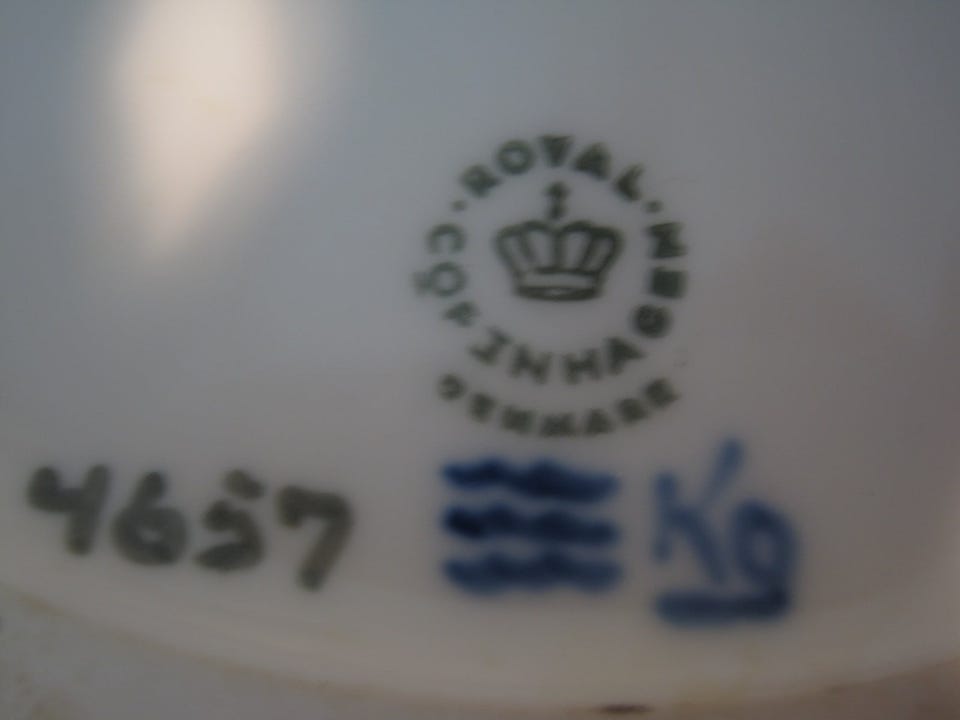 ROYAL
COPENHAGEN
DENMARK
4657